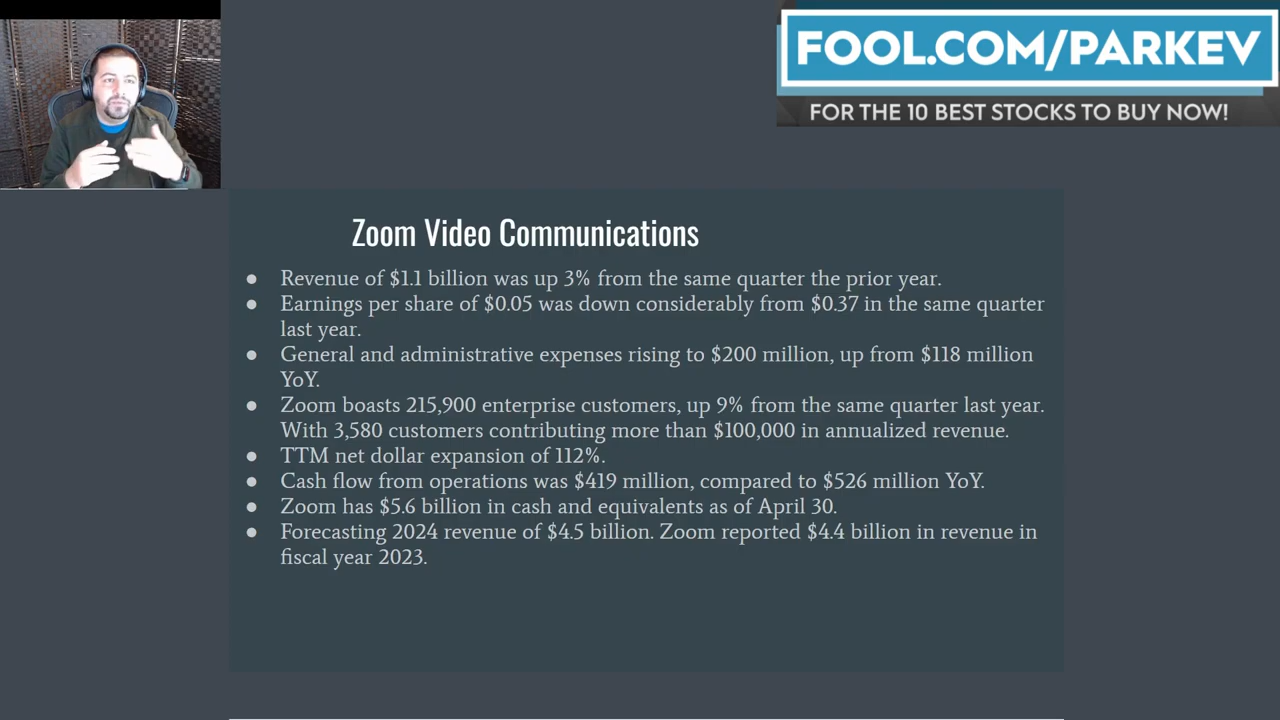 FOOL.COM/PARKEV
FOR THE 10 BEST STOCKS TO BUY NOW!
Zoom Video Communications
● Revenue of $1.1 billion was up 3% from the same quarter the prior year.
● Earnings per share of $0.05 was down considerably from $0.37 in the same quarter
last year.
● General and administrative expenses rising to $200 million, up from $118 million
YoY.
● Zoom boasts 215,900 enterprise customers, up 9% from the same quarter last year.
With 3,580 customers contributing more than $100,000 in annualized revenue.
● TTM net dollar expansion of 112%.
● Cash flow from operations was $419 million, compared to $526 million YoY.
● Zoom has $5.6 billion in cash and equivalents as of April 30.
● Forecasting 2024 revenue of $4.5 billion. Zoom reported $4.4 billion in revenue in
fiscal year 2023.